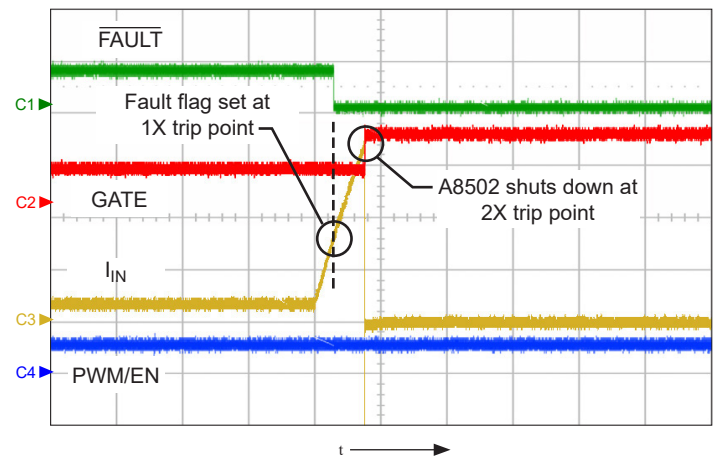 FAULT
C1
Fault flag set at
1X trip point
C2
GATE
A8502 shuts down at
2X trip point
I_IN
C3
C4
PWM/EN
t